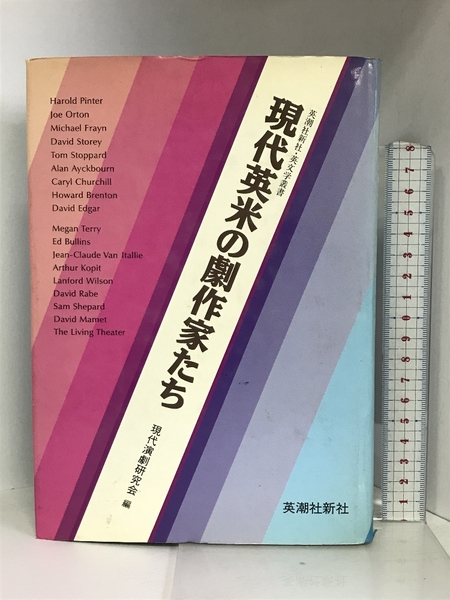 Harold Pinter
Joe Orton
Michael Frayn
David Storey
Tom Stoppard
Alan Ayckbourn
Caryl Churchill
Howard Brenton
David Edgar
Megan Terry
Ed Bullins
Jean-Claude Van Itallie
Arthur Kopit
Lanford Wilson
David Rabe
Sam Shepard
David Mamet
The Living Theater
英潮社新社・英文学叢書
現代英米の劇作家たち
現代演劇研究会 編
英潮社新社